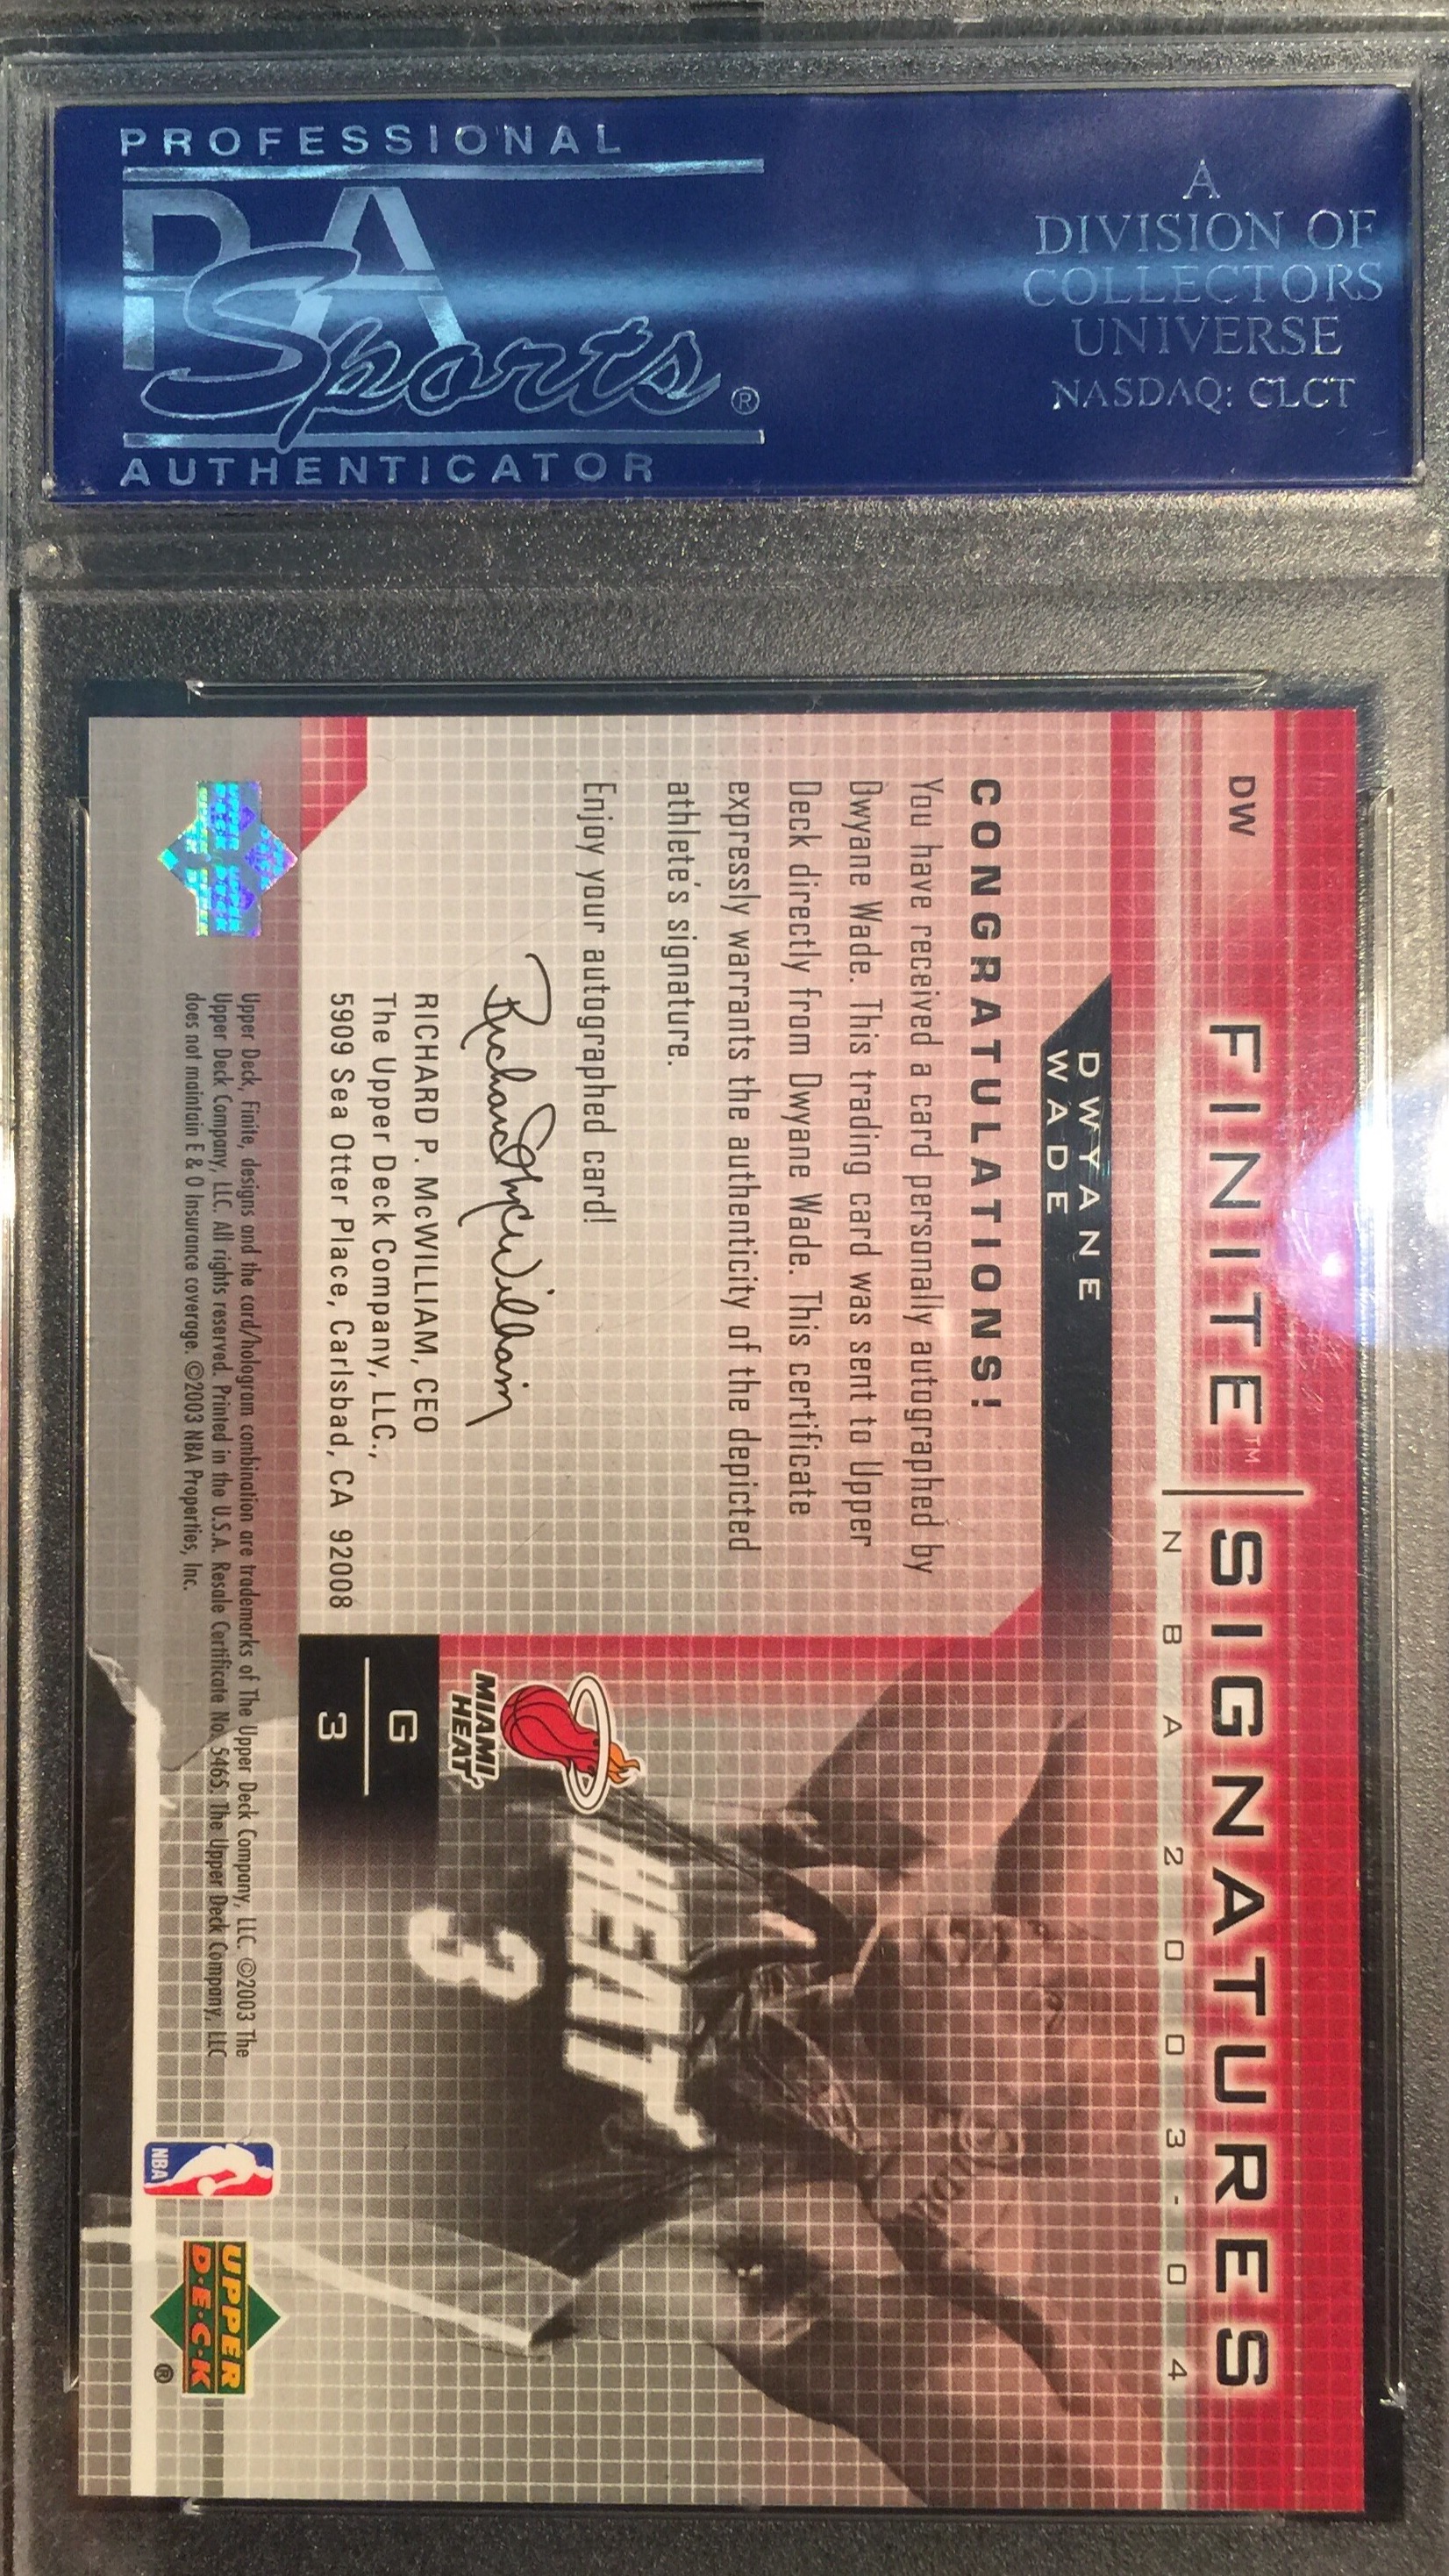 PROFESSIONAL
PSA
Sports®
AUTHENTICATOR
A
DIVISION OF
COLLECTORS
UNIVERSE
NASDAQ: CLCT
DW
FINITE™ SIGNATURES
NBA 2003-04
DWYANE
WADE
CONGRATULATIONS!
You have received a card personally autographed by
Dwyane Wade. This trading card was sent to Upper
Deck directly from Dwyane Wade. This certificate
expressly warrants the authenticity of the depicted
athlete's signature.
Enjoy your autographed card!
Richard P. McWilliam
RICHARD P. McWILLIAM, CEO
The Upper Deck Company, LLC.,
5909 Sea Otter Place, Carlsbad, CA 92008
MIAMI
HEAT
G
3
HEAT
3
Upper Deck, Finite, designs and the card/hologram combination are trademarks of The Upper Deck Company, LLC. ©2003 The
Upper Deck Company, LLC. All rights reserved. Printed in the U.S.A. Resale Certificate No. 5465. The Upper Deck Company, LLC
does not maintain E & O Insurance coverage. ©2003 NBA Properties, Inc.
NBA
UPPER
D·E·C·K
®